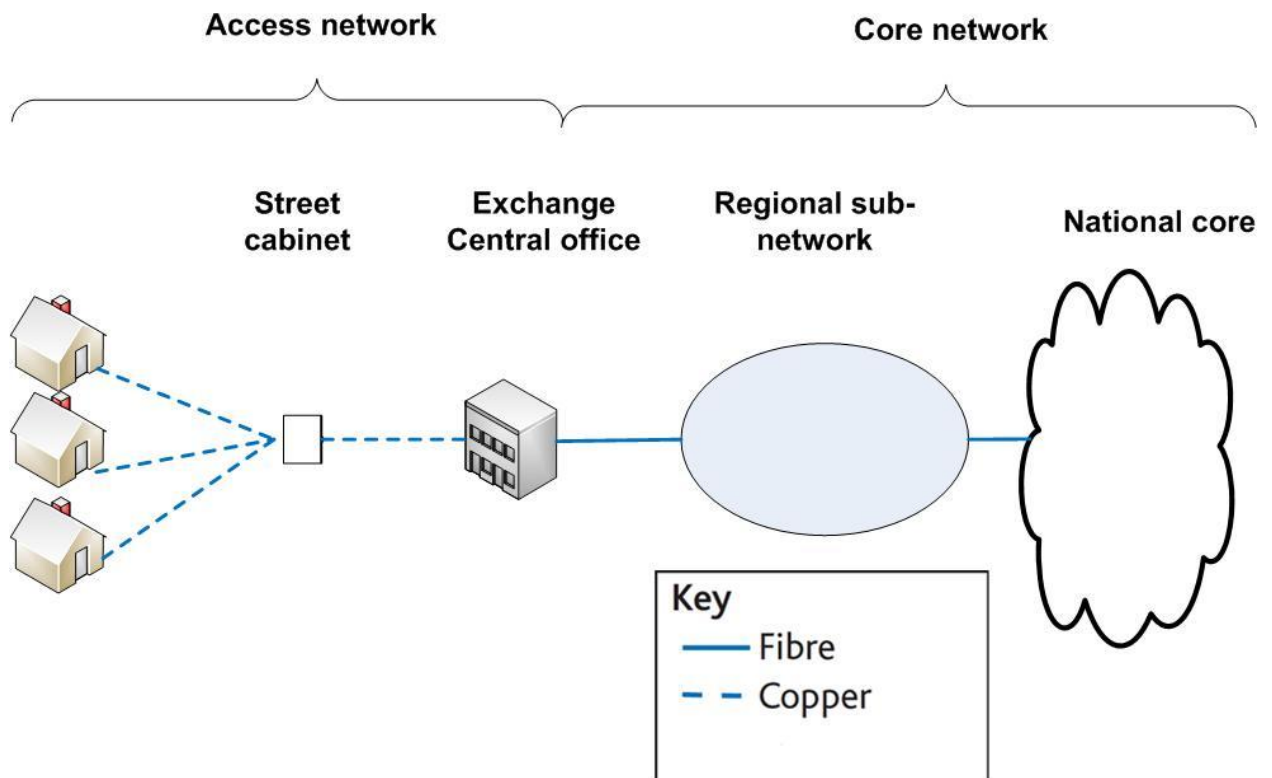 Access network
Core network
Street
cabinet
Exchange
Central office
Regional sub-
network
National core
Key
Fibre
Copper